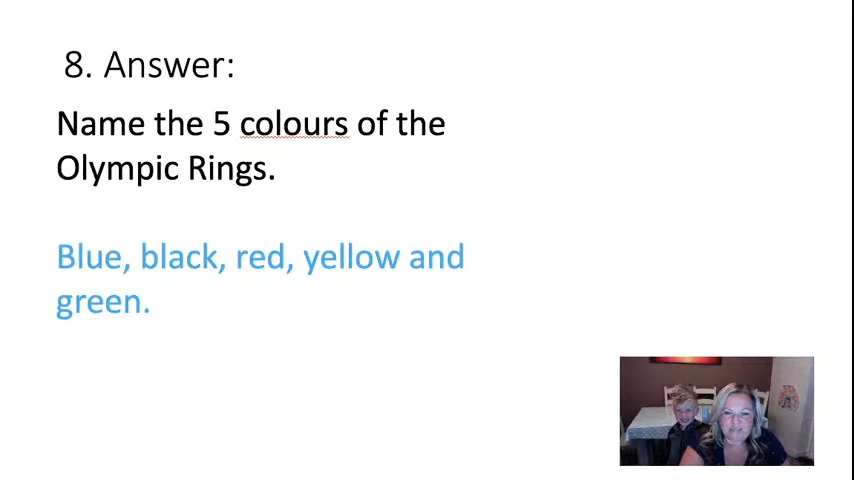 8. Answer:
Name the 5 colours of the
Olympic Rings.
Blue, black, red, yellow and
green.